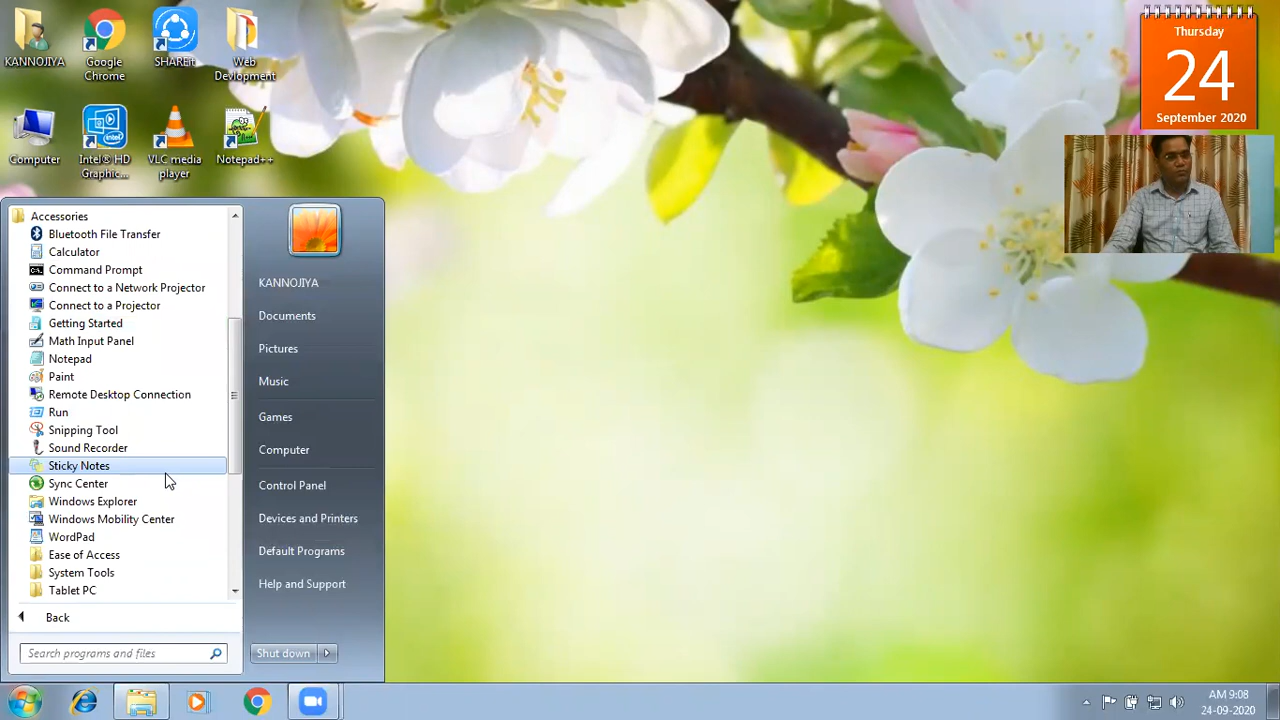 KANNOJIYA
Google
Chrome
SHAREit
Web
Devlopment
Computer
Intel® HD
Graphic...
VLC media
player
Notepad++
Thursday
24
September 2020
Accessories
Bluetooth File Transfer
Calculator
Command Prompt
Connect to a Network Projector
Connect to a Projector
Getting Started
Math Input Panel
Notepad
Paint
Remote Desktop Connection
Run
Snipping Tool
Sound Recorder
Sticky Notes
Sync Center
Windows Explorer
Windows Mobility Center
WordPad
Ease of Access
System Tools
Tablet PC
Back
Search programs and files
KANNOJIYA
Documents
Pictures
Music
Games
Computer
Control Panel
Devices and Printers
Default Programs
Help and Support
Shut down
AM 9:08
24-09-2020